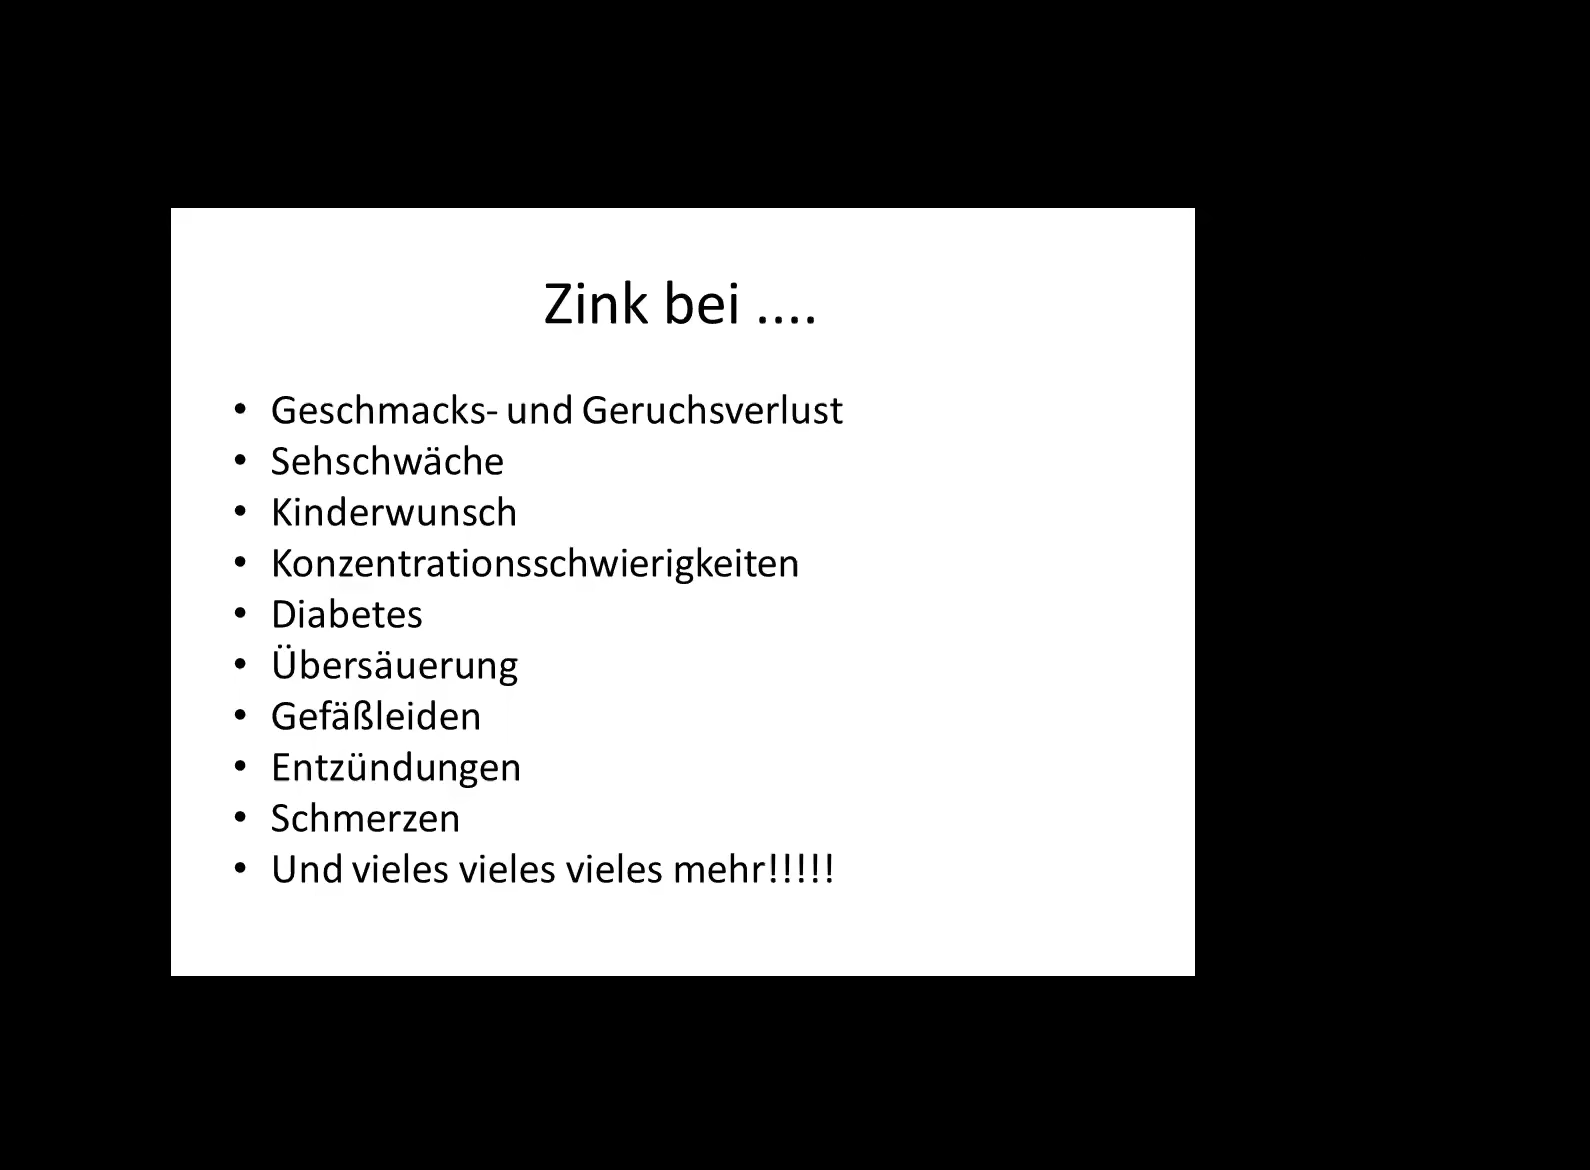 Zink bei ....
• Geschmacks- und Geruchsverlust
• Sehschwäche
• Kinderwunsch
• Konzentrationsschwierigkeiten
• Diabetes
• Übersäuerung
• Gefäßleiden
• Entzündungen
• Schmerzen
• Und vieles vieles vieles mehr!!!!!